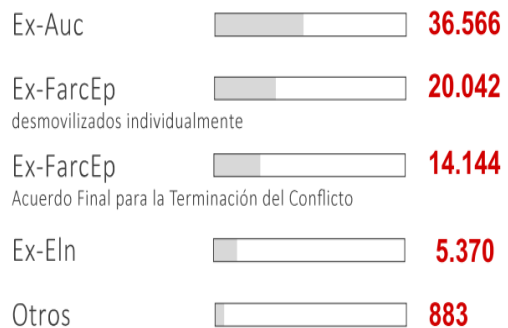 Ex-Auc 36.566
Ex-FarcEp 20.042
desmovilizados individualmente
Ex-FarcEp 14.144
Acuerdo Final para la Terminación del Conflicto
Ex-Eln 5.370
Otros 883